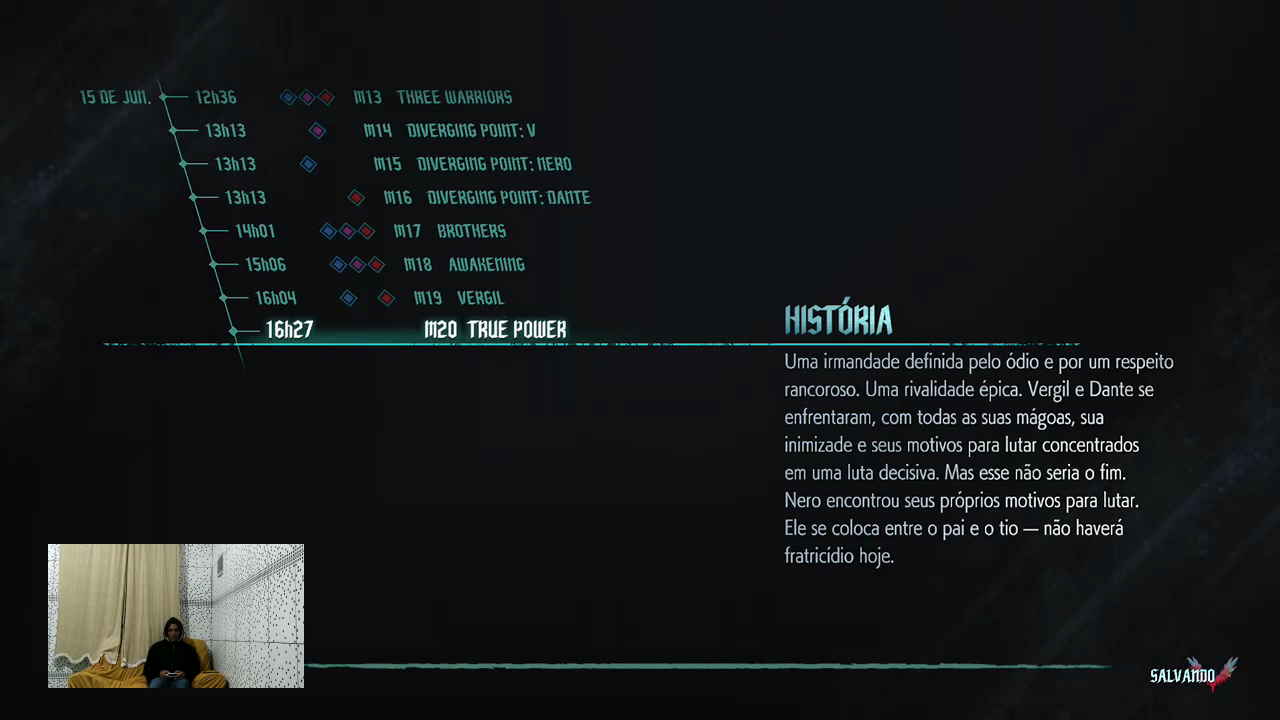 15 DE JUN. 12h36 M13 THREE WARRIORS
13h13 M14 DIVERGING POINT: V
13h13 M15 DIVERGING POINT: NERO
13h13 M16 DIVERGING POINT: DANTE
14h01 M17 BROTHERS
15h06 M18 AWAKENING
16h04 M19 VERGIL
16h27 M20 TRUE POWER
HISTÓRIA
Uma irmandade definida pelo ódio e por um respeito
rancoroso. Uma rivalidade épica. Vergil e Dante se
enfrentaram, com todas as suas mágoas, sua
inimizade e seus motivos para lutar concentrados
em uma luta decisiva. Mas esse não seria o fim.
Nero encontrou seus próprios motivos para lutar.
Ele se coloca entre o pai e o tio — não haverá
fratricídio hoje.
SALVANDO